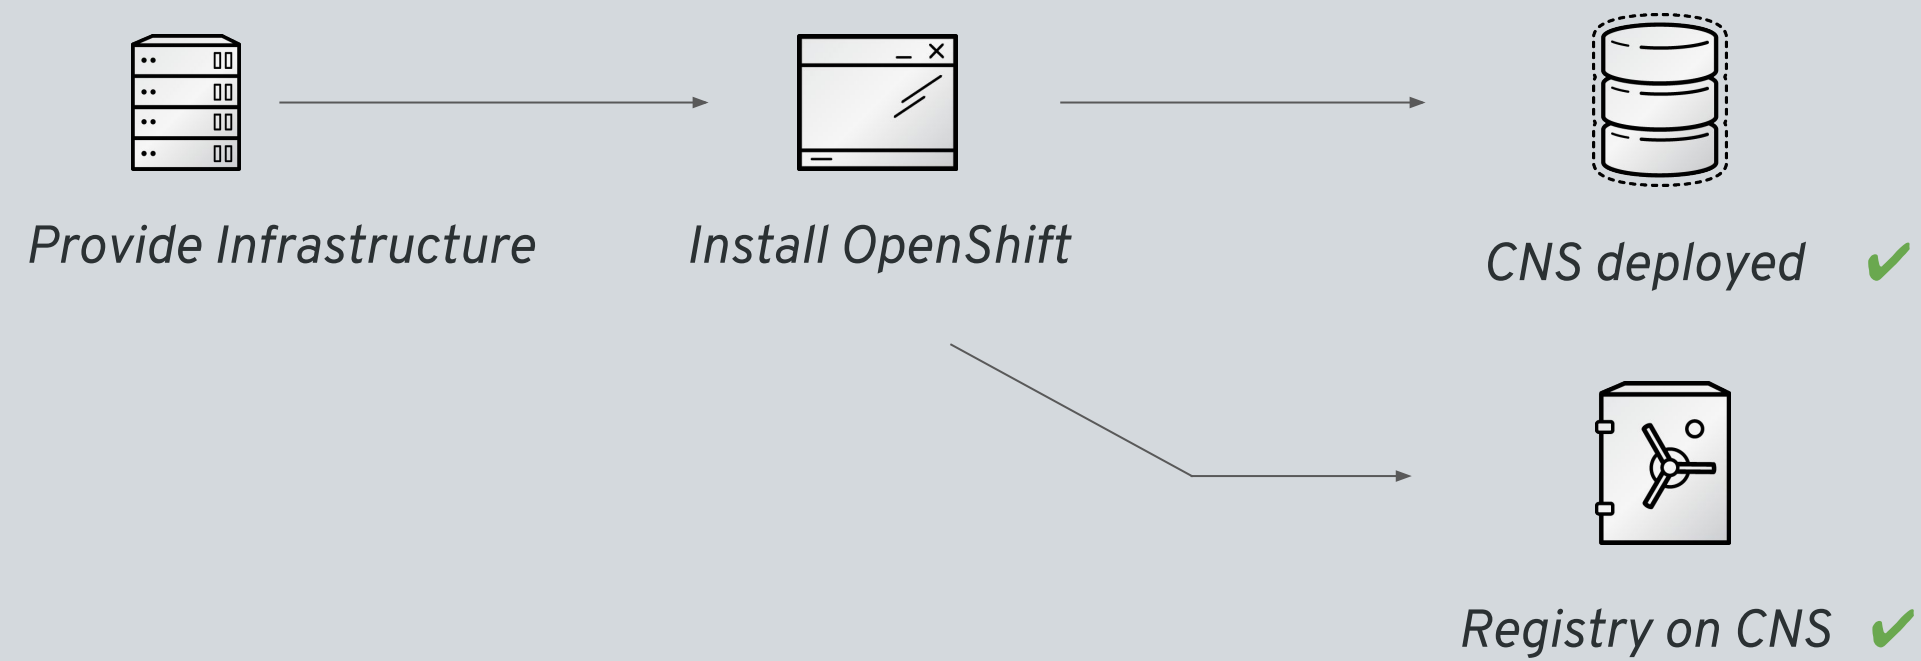 Provide Infrastructure
Install OpenShift
CNS deployed ✔
Registry on CNS ✔